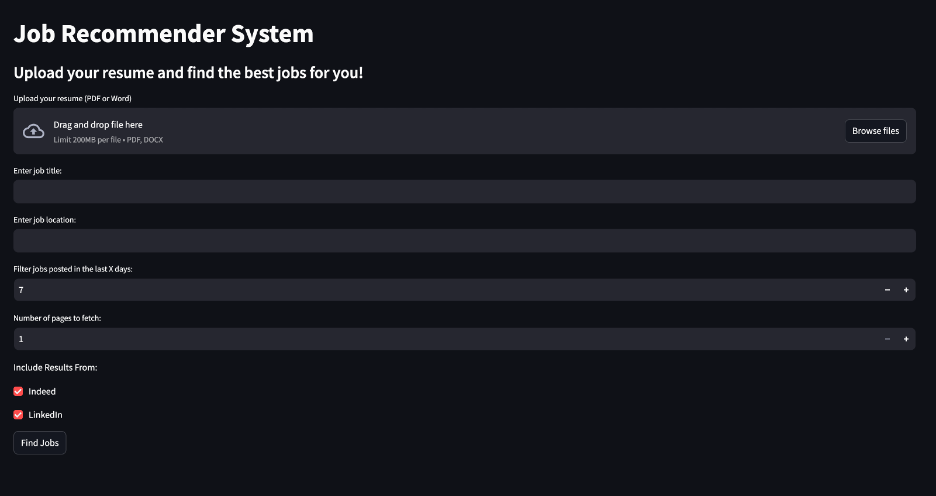 Job Recommender System
Upload your resume and find the best jobs for you!
Upload your resume (PDF or Word)
Drag and drop file here
Limit 200MB per file • PDF, DOCX
Browse files
Enter job title:
Enter job location:
Filter jobs posted in the last X days:
7
Number of pages to fetch:
1
Include Results From:
Indeed
LinkedIn
Find Jobs